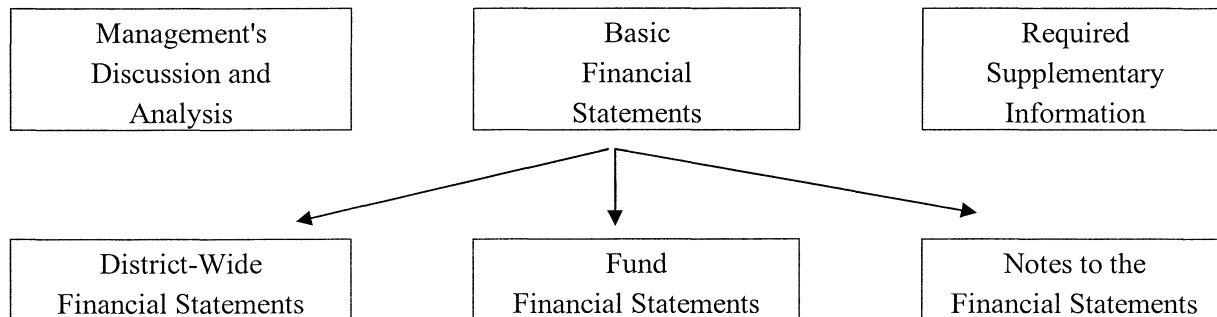 Management's
Discussion and
Analysis
Basic
Financial
Statements
Required
Supplementary
Information
District-Wide
Financial Statements
Fund
Financial Statements
Notes to the
Financial Statements